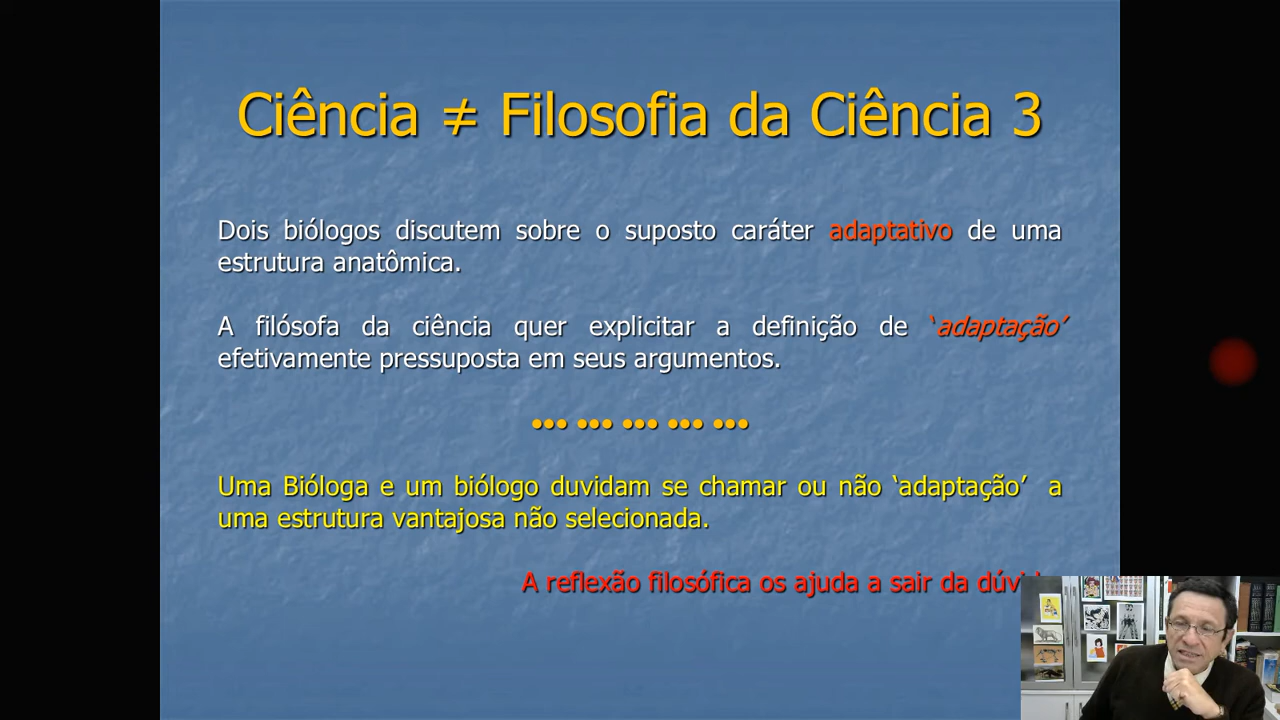 Ciência ≠ Filosofia da Ciência 3
Dois biólogos discutem sobre o suposto caráter adaptativo de uma
estrutura anatômica.
A filósofa da ciência quer explicitar a definição de ‘adaptação’
efetivamente pressuposta em seus argumentos.
••• ••• ••• ••• •••
Uma Bióloga e um biólogo duvidam se chamar ou não ‘adaptação’ a
uma estrutura vantajosa não selecionada.
A reflexão filosófica os ajuda a sair da